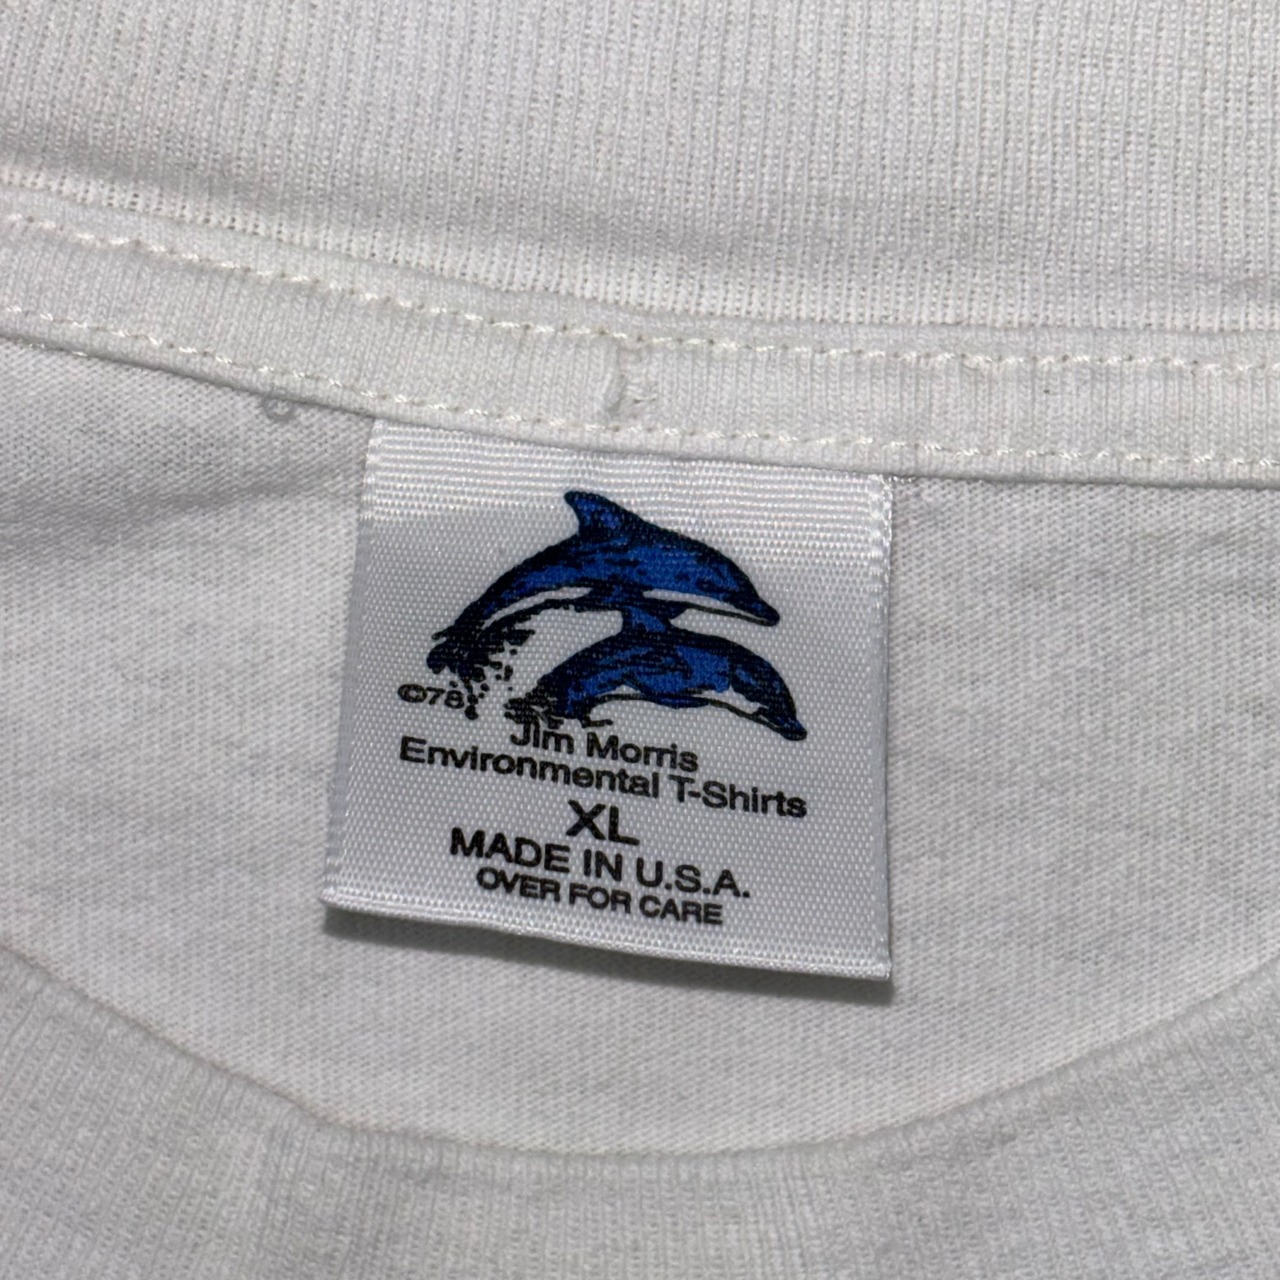 ©78
Jim Morris
Environmental T-Shirts
XL
MADE IN U.S.A.
OVER FOR CARE